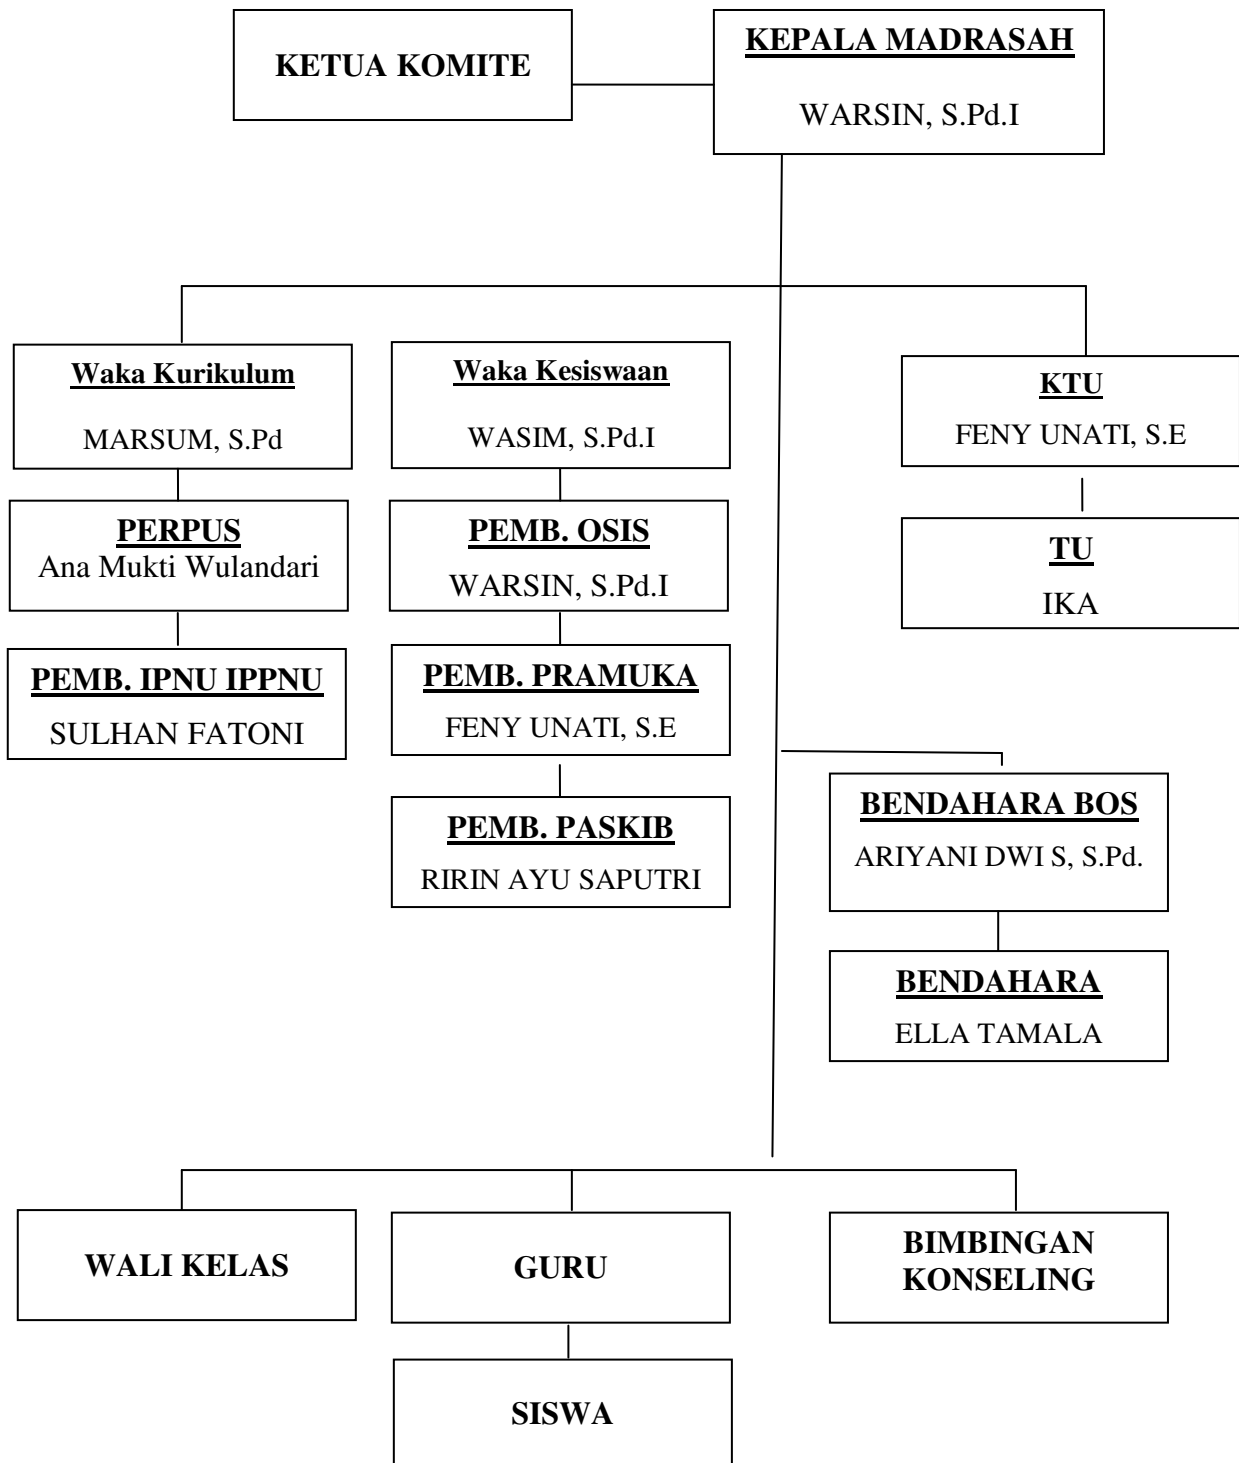 KETUA KOMITE
KEPALA MADRASAH
WARSIN, S.Pd.I
Waka Kurikulum
MARSUM, S.Pd
Waka Kesiswaan
WASIM, S.Pd.I
KTU
FENY UNATI, S.E
PERPUS
Ana Mukti Wulandari
PEMB. OSIS
WARSIN, S.Pd.I
TU
IKA
PEMB. IPNU IPPNU
SULHAN FATONI
PEMB. PRAMUKA
FENY UNATI, S.E
PEMB. PASKIB
RIRIN AYU SAPUTRI
BENDAHARA BOS
ARIYANI DWI S, S.Pd.
BENDAHARA
ELLA TAMALA
WALI KELAS
GURU
BIMBINGAN
KONSELING
SISWA